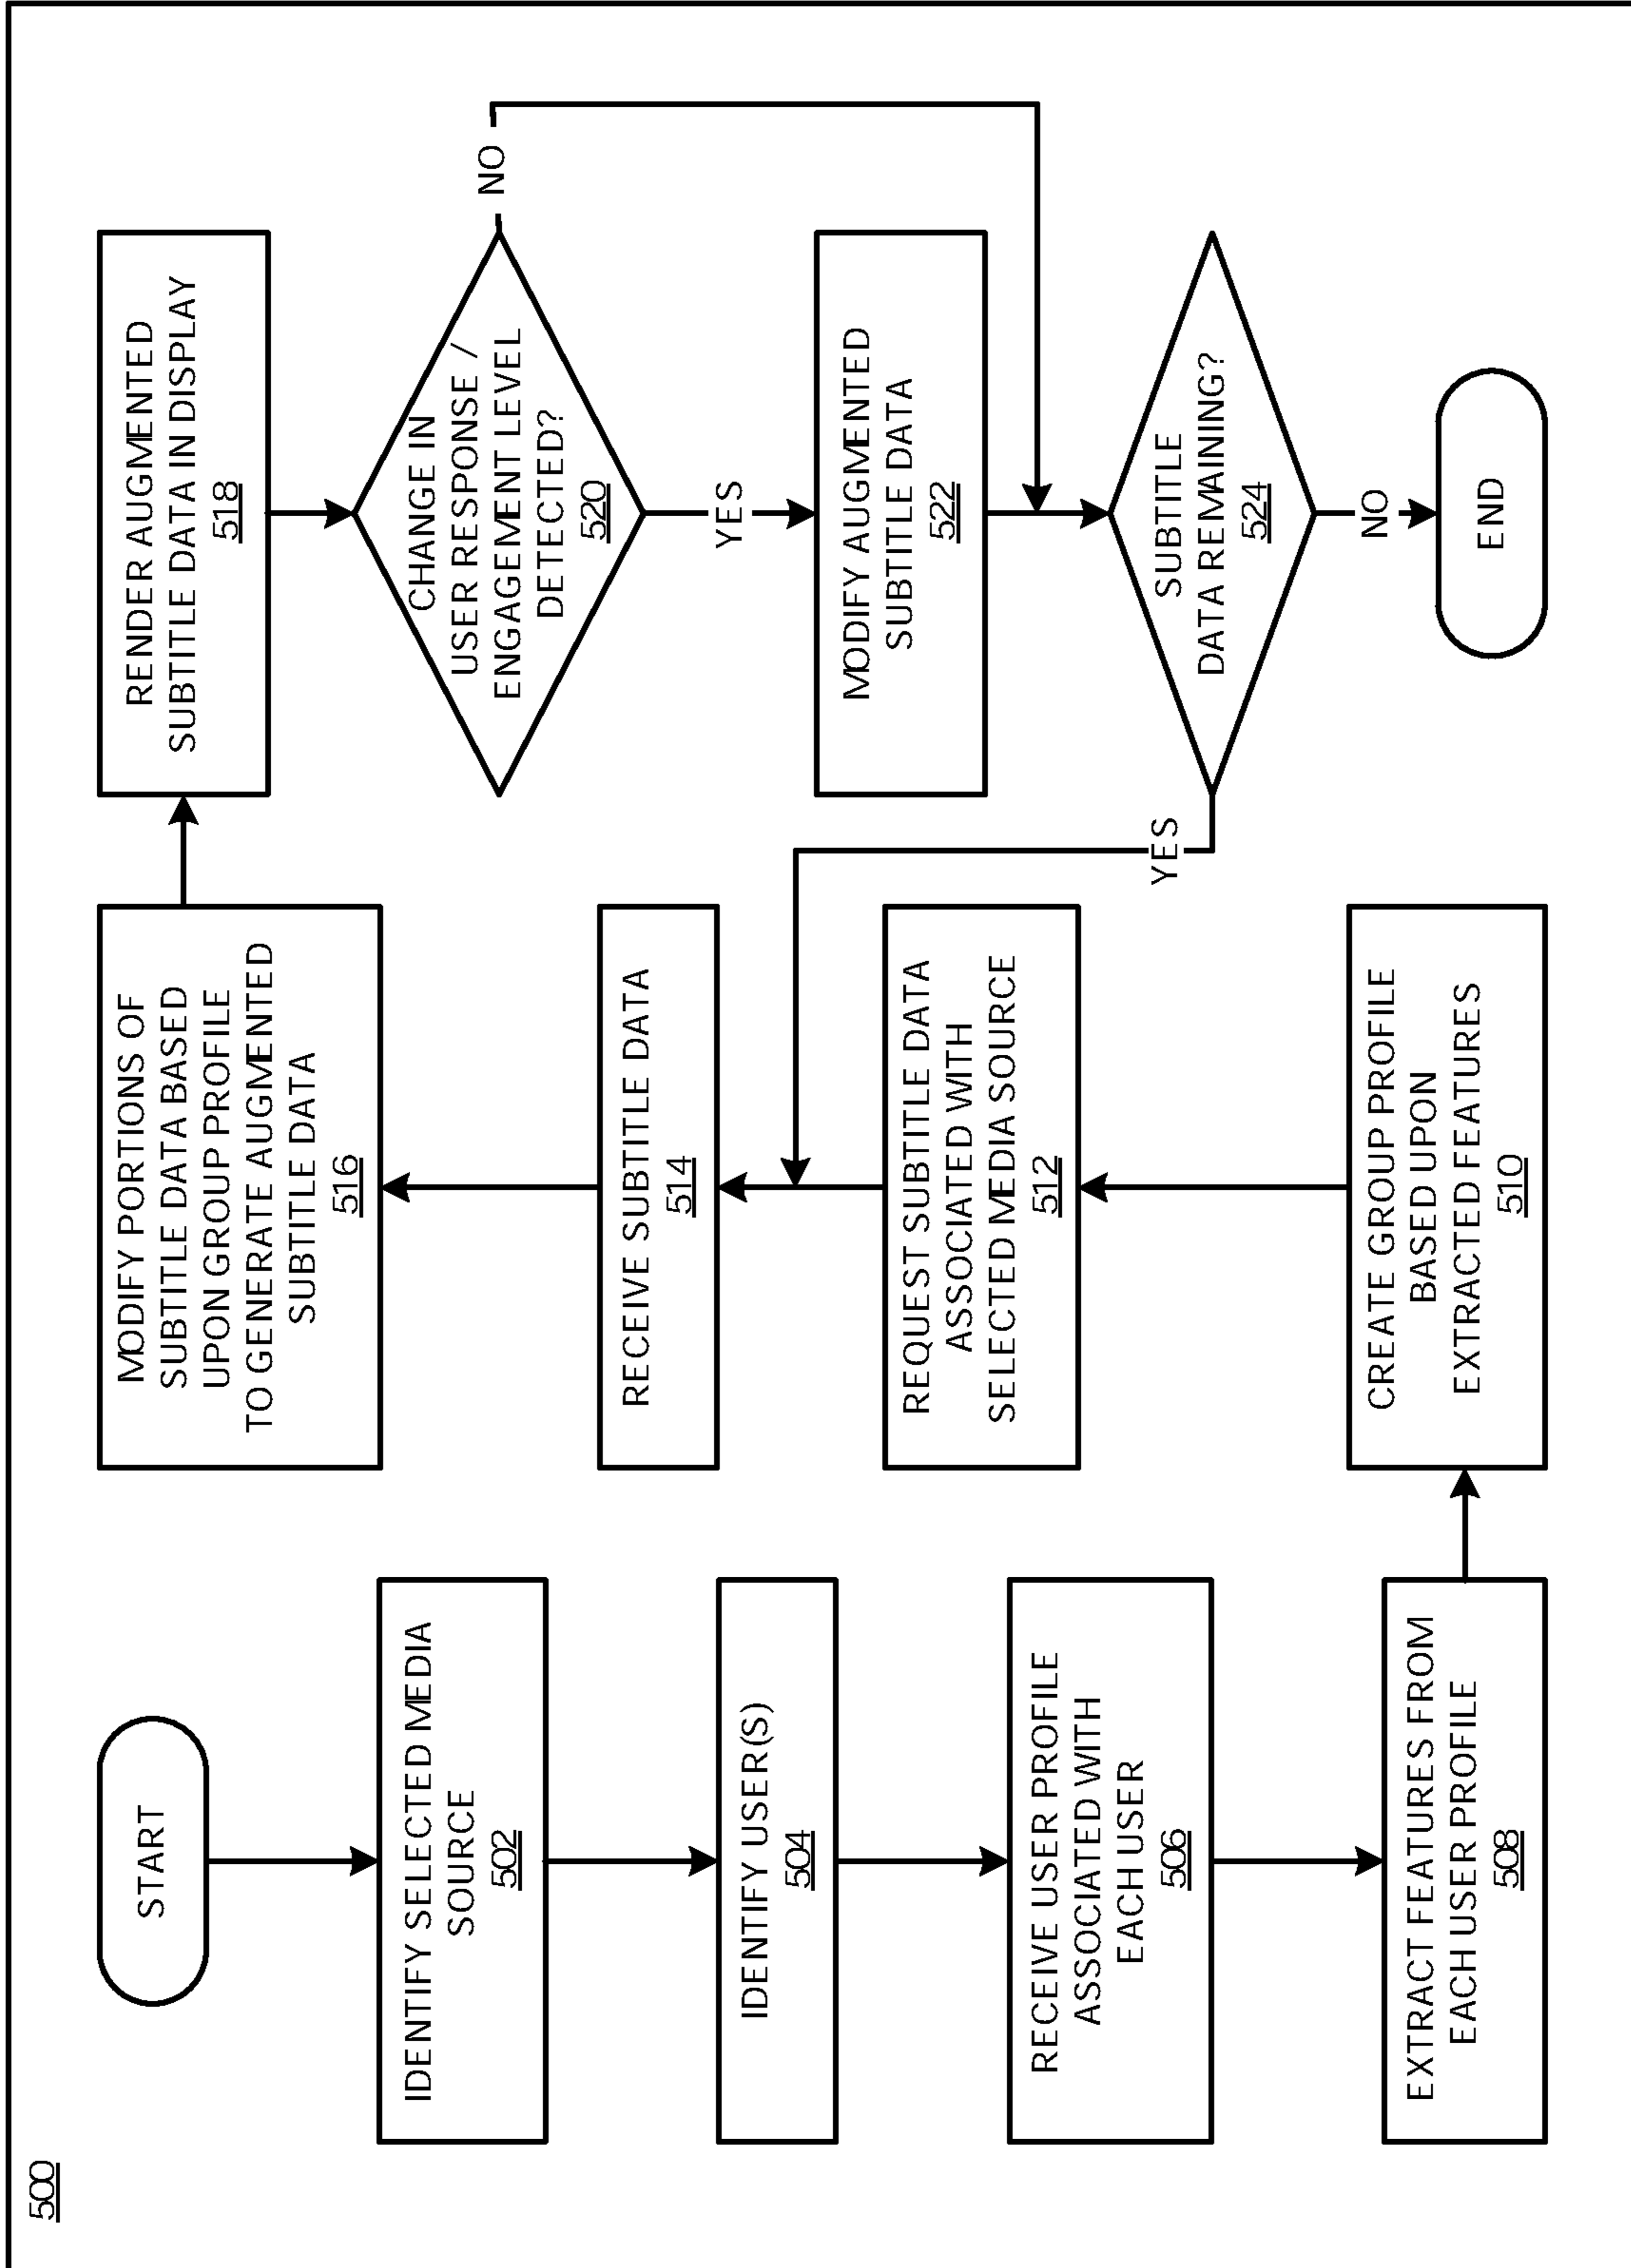 500
START
IDENTIFY SELECTED MEDIA
SOURCE
502
IDENTIFY USER(S)
504
RECEIVE USER PROFILE
ASSOCIATED WITH
EACH USER
506
EXTRACT FEATURES FROM
EACH USER PROFILE
508
CREATE GROUP PROFILE
BASED UPON
EXTRACTED FEATURES
510
REQUEST SUBTITLE DATA
ASSOCIATED WITH
SELECTED MEDIA SOURCE
512
RECEIVE SUBTITLE DATA
514
MODIFY PORTIONS OF
SUBTITLE DATA BASED
UPON GROUP PROFILE
TO GENERATE AUGMENTED
SUBTITLE DATA
516
RENDER AUGMENTED
SUBTITLE DATA IN DISPLAY
518
CHANGE IN
USER RESPONSE /
ENGAGEMENT LEVEL
DETECTED?
520
NO
YES
MODIFY AUGMENTED
SUBTITLE DATA
522
SUBTITLE
DATA REMAINING?
524
YES
NO
END